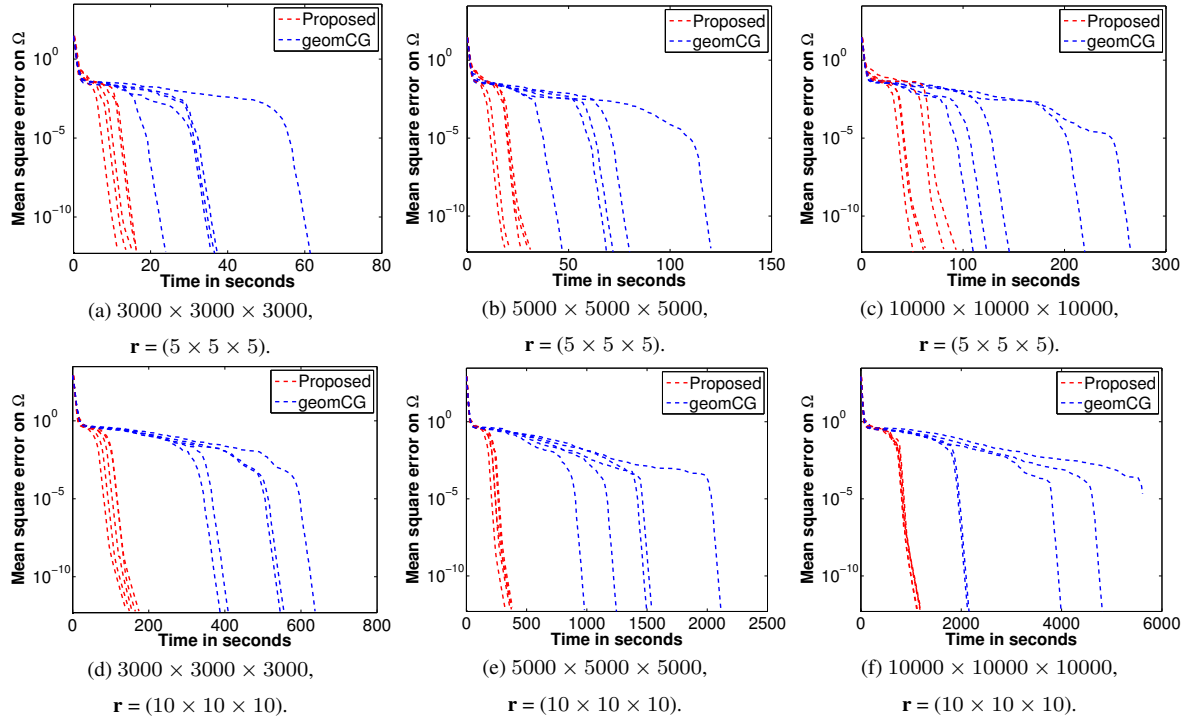 Mean square error on Ω
10^0
10^-5
10^-10
Proposed
geomCG
0 20 40 60 80
Time in seconds
(a) 3000 × 3000 × 3000,
r = (5 × 5 × 5).
Mean square error on Ω
10^0
10^-5
10^-10
Proposed
geomCG
0 50 100 150
Time in seconds
(b) 5000 × 5000 × 5000,
r = (5 × 5 × 5).
Mean square error on Ω
10^0
10^-5
10^-10
Proposed
geomCG
0 100 200 300
Time in seconds
(c) 10000 × 10000 × 10000,
r = (5 × 5 × 5).
Mean square error on Ω
10^0
10^-5
10^-10
Proposed
geomCG
0 200 400 600 800
Time in seconds
(d) 3000 × 3000 × 3000,
r = (10 × 10 × 10).
Mean square error on Ω
10^0
10^-5
10^-10
Proposed
geomCG
0 500 1000 1500 2000 2500
Time in seconds
(e) 5000 × 5000 × 5000,
r = (10 × 10 × 10).
Mean square error on Ω
10^0
10^-5
10^-10
Proposed
geomCG
0 2000 4000 6000
Time in seconds
(f) 10000 × 10000 × 10000,
r = (10 × 10 × 10).